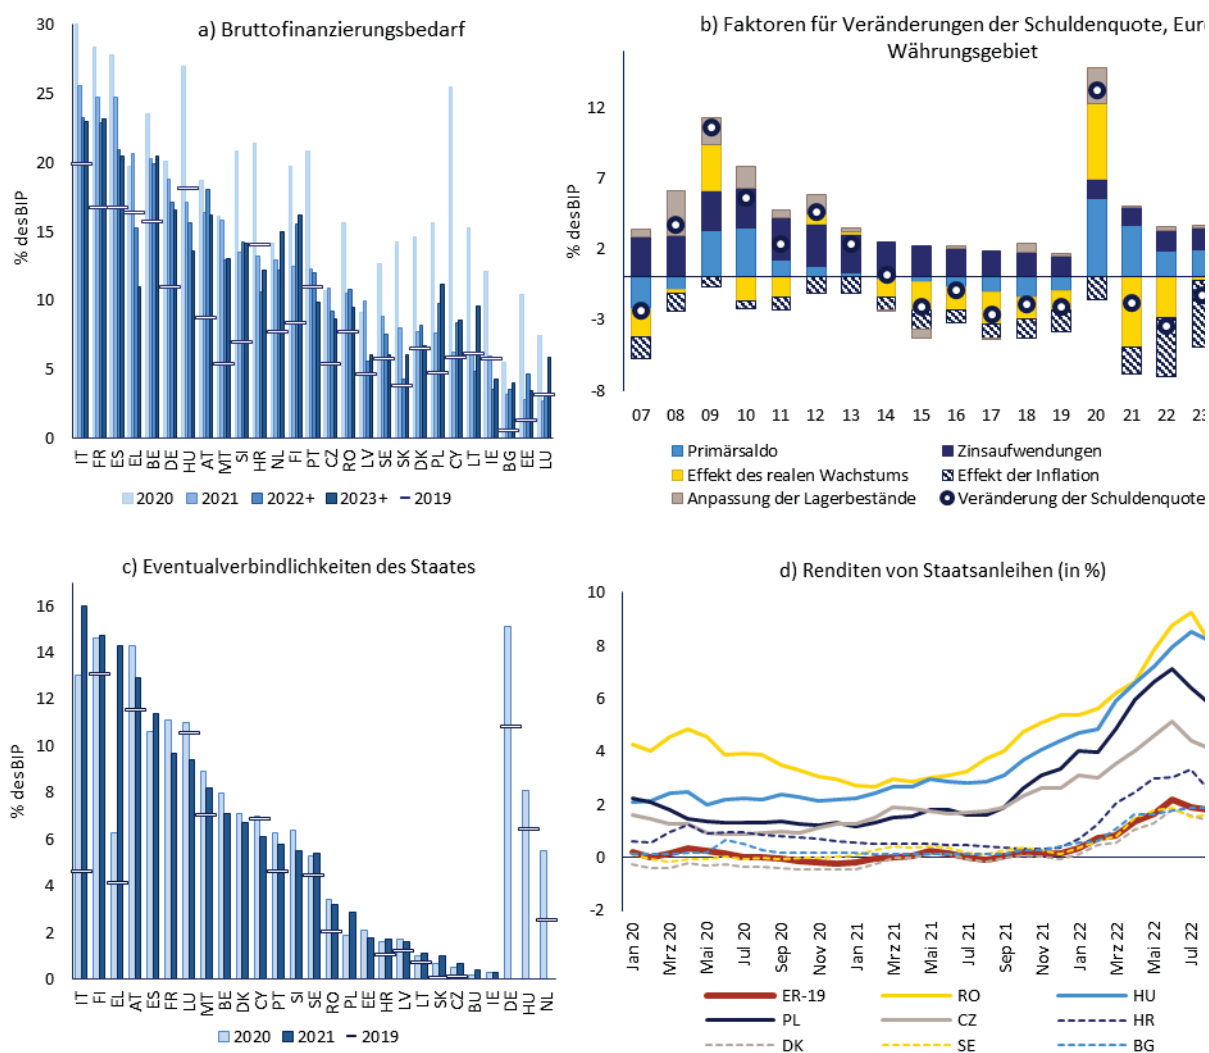 a) Bruttofinanzierungsbedarf
30
25
20
15
10
5
0
% desBIP
IT FR ES EL BE DE HU AT MT SI HR NL FI PT CZ RO LV SE SK DK PL CY LT IE BG EE LU
2020 2021 2022+ 2023+ 2019
b) Faktoren für Veränderungen der Schuldenquote, Eur
Währungsgebiet
12
7
2
-3
-8
% desBIP
07 08 09 10 11 12 13 14 15 16 17 18 19 20 21 22 23
Primärsaldo Zinsaufwendungen
Effekt des realen Wachstums Effekt der Inflation
Anpassung der Lagerbestände Veränderung der Schuldenquote
c) Eventualverbindlichkeiten des Staates
16
14
12
10
8
6
4
2
0
% desBIP
IT FI EL AT ES FR LU MT BE DK CY PT SI SE RO PL EE HR LV LT SK CZ BU IE DE HU NL
2020 2021 2019
d) Renditen von Staatsanleihen (in %)
10
8
6
4
2
0
-2
Jan 20 Mrz 20 Mai 20 Jul 20 Sep 20 Nov 20 Jan 21 Mrz 21 Mai 21 Jul 21 Sep 21 Nov 21 Jan 22 Mrz 22 Mai 22 Jul 22
ER-19 RO HU
PL CZ HR
DK SE BG